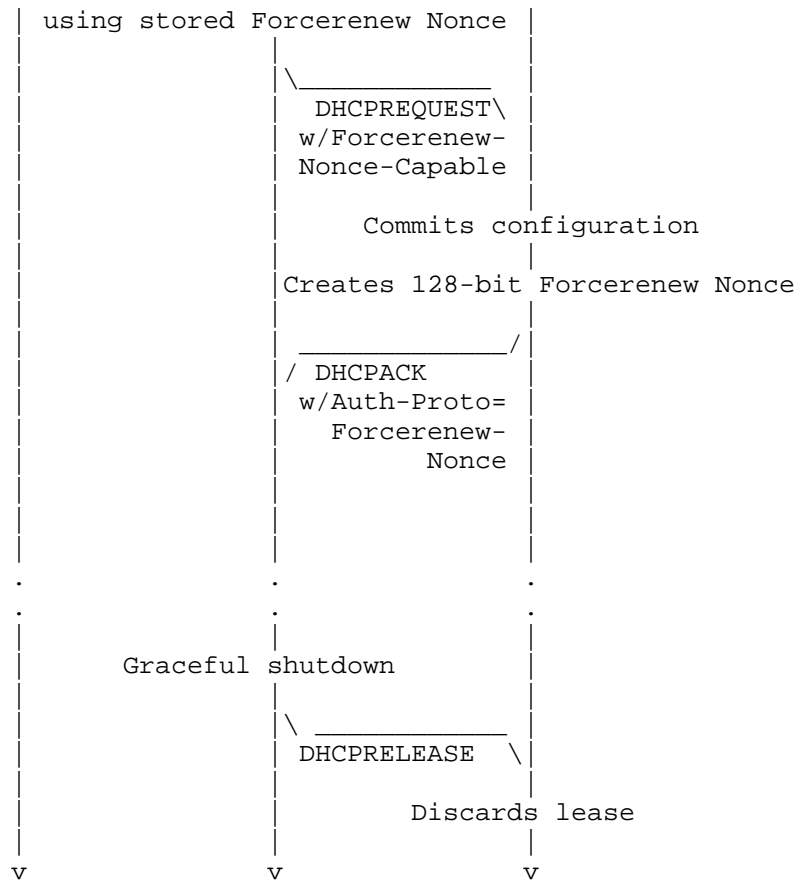 using stored Forcerenew Nonce
DHCPREQUEST
w/Forcerenew-
Nonce-Capable
Commits configuration
Creates 128-bit Forcerenew Nonce
DHCPACK
w/Auth-Proto=
Forcerenew-
Nonce
. . .
. . .
Graceful shutdown
DHCPRELEASE
Discards lease
v v v